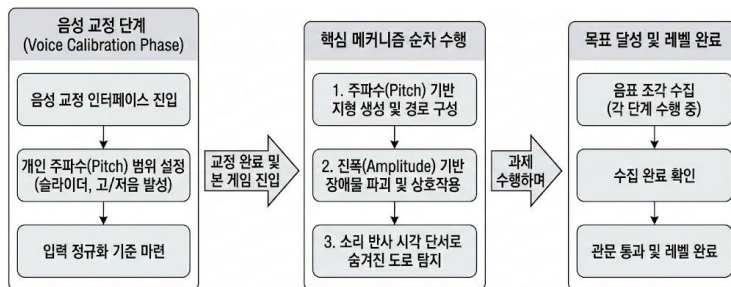 음성 교정 단계
(Voice Calibration Phase)
음성 교정 인터페이스 진입
개인 주파수(Pitch) 범위 설정
(슬라이더, 고/저음 발성)
입력 정규화 기준 마련
교정 완료 및
본 게임 진입
핵심 메커니즘 순차 수행
1. 주파수(Pitch) 기반
지형 생성 및 경로 구성
2. 진폭(Amplitude) 기반
장애물 파괴 및 상호작용
3. 소리 반사 시각 단서로
숨겨진 도로 탐지
과제
수행하며
목표 달성 및 레벨 완료
음표 조각 수집
(각 단계 수행 중)
수집 완료 확인
관문 통과 및 레벨 완료